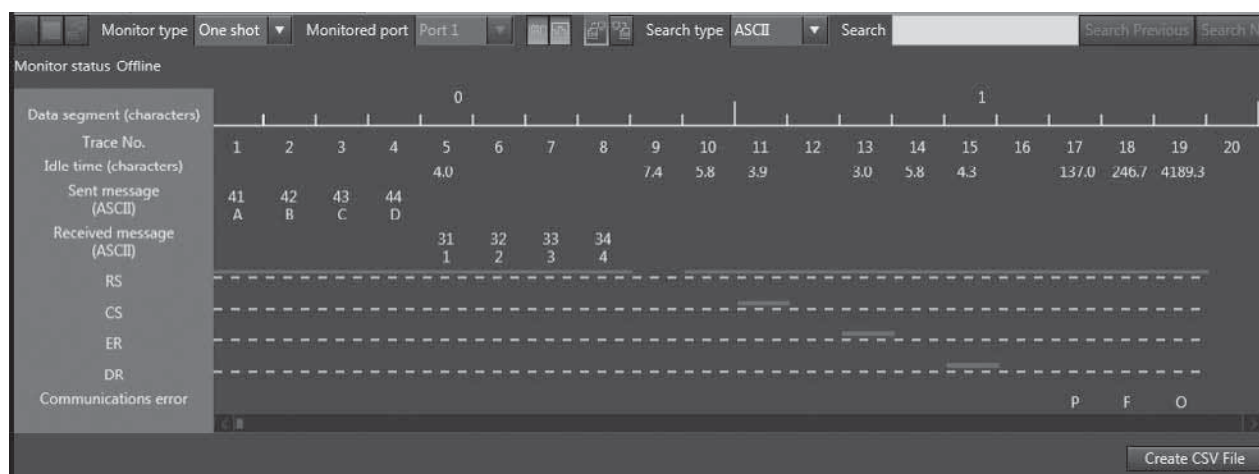 Monitor type One shot Monitored port Port 1 Search type ASCII Search Search Previous Search N
Monitor status Offline
Data segment (characters) 0 1
Trace No. 1 2 3 4 5 6 7 8 9 10 11 12 13 14 15 16 17 18 19 20
Idle time (characters) 4.0 7.4 5.8 3.9 3.0 5.8 4.3 137.0 246.7 4189.3
Sent message (ASCII) 41 42 43 44
A B C D
Received message (ASCII) 31 32 33 34
1 2 3 4
RS
CS
ER
DR
Communications error P F O
Create CSV File